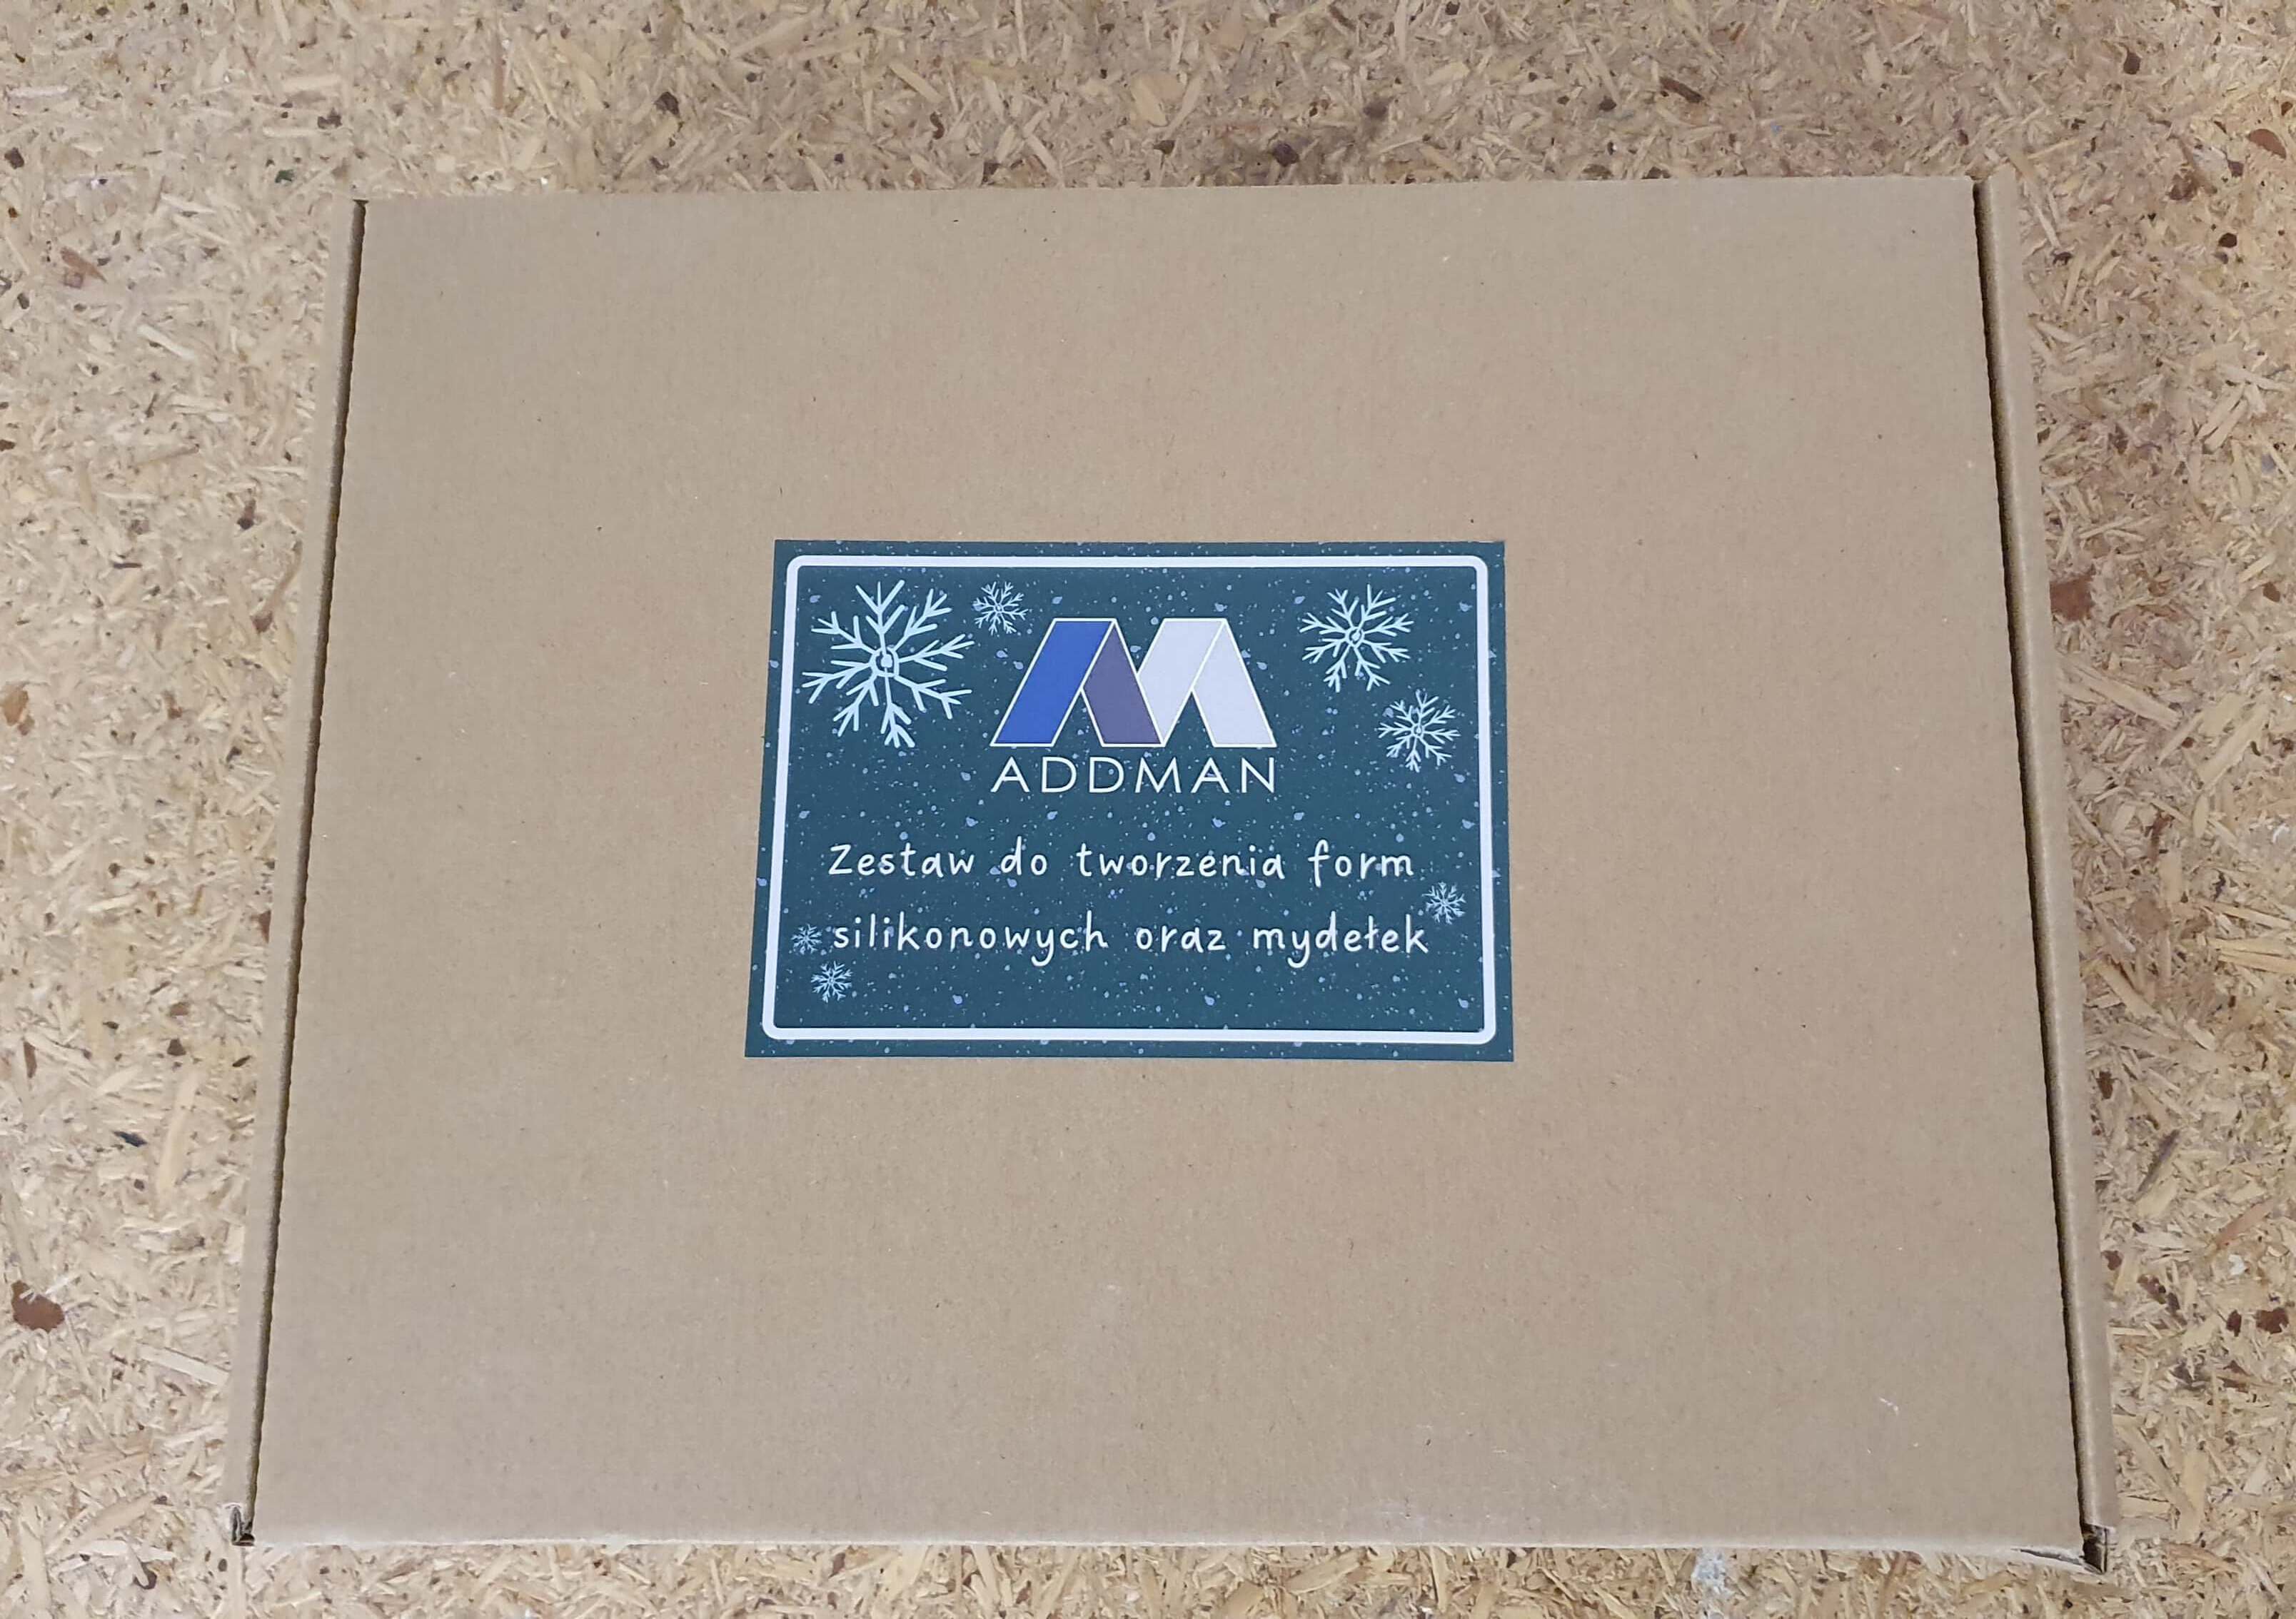 ADDMAN
Zestaw do tworzenia form
silikonowych oraz mydełek